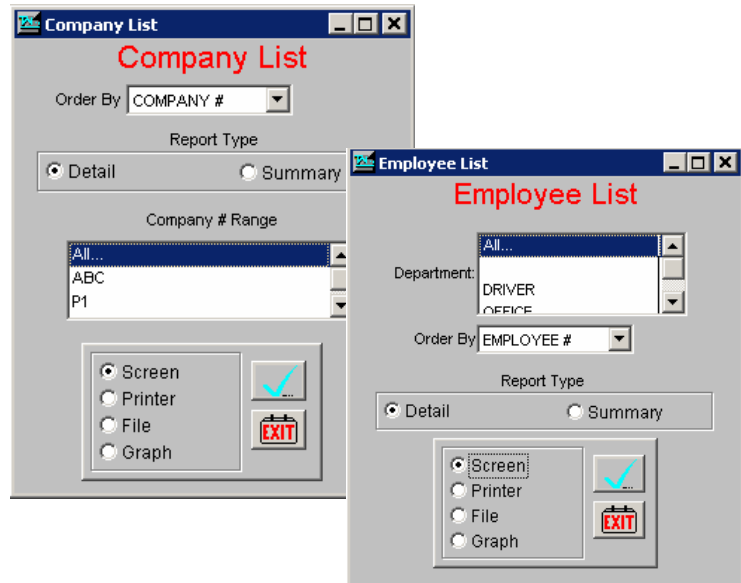 Company List
Company List
Order By COMPANY #
Report Type
Detail Summary
Company # Range
All...
ABC
P1
Screen
Printer
File
Graph
...
EXIT
Employee List
Employee List
Department:
All...
DRIVER
OFFICE
Order By EMPLOYEE #
Report Type
Detail Summary
Screen
Printer
File
Graph
...
EXIT